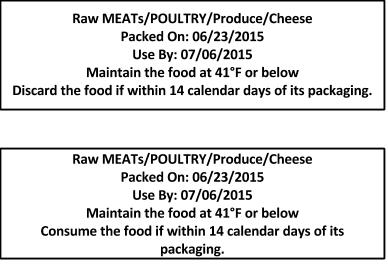 Raw MEATs/POULTRY/Produce/Cheese
Packed On: 06/23/2015
Use By: 07/06/2015
Maintain the food at 41°F or below
Discard the food if within 14 calendar days of its packaging.
Raw MEATs/POULTRY/Produce/Cheese
Packed On: 06/23/2015
Use By: 07/06/2015
Maintain the food at 41°F or below
Consume the food if within 14 calendar days of its
packaging.